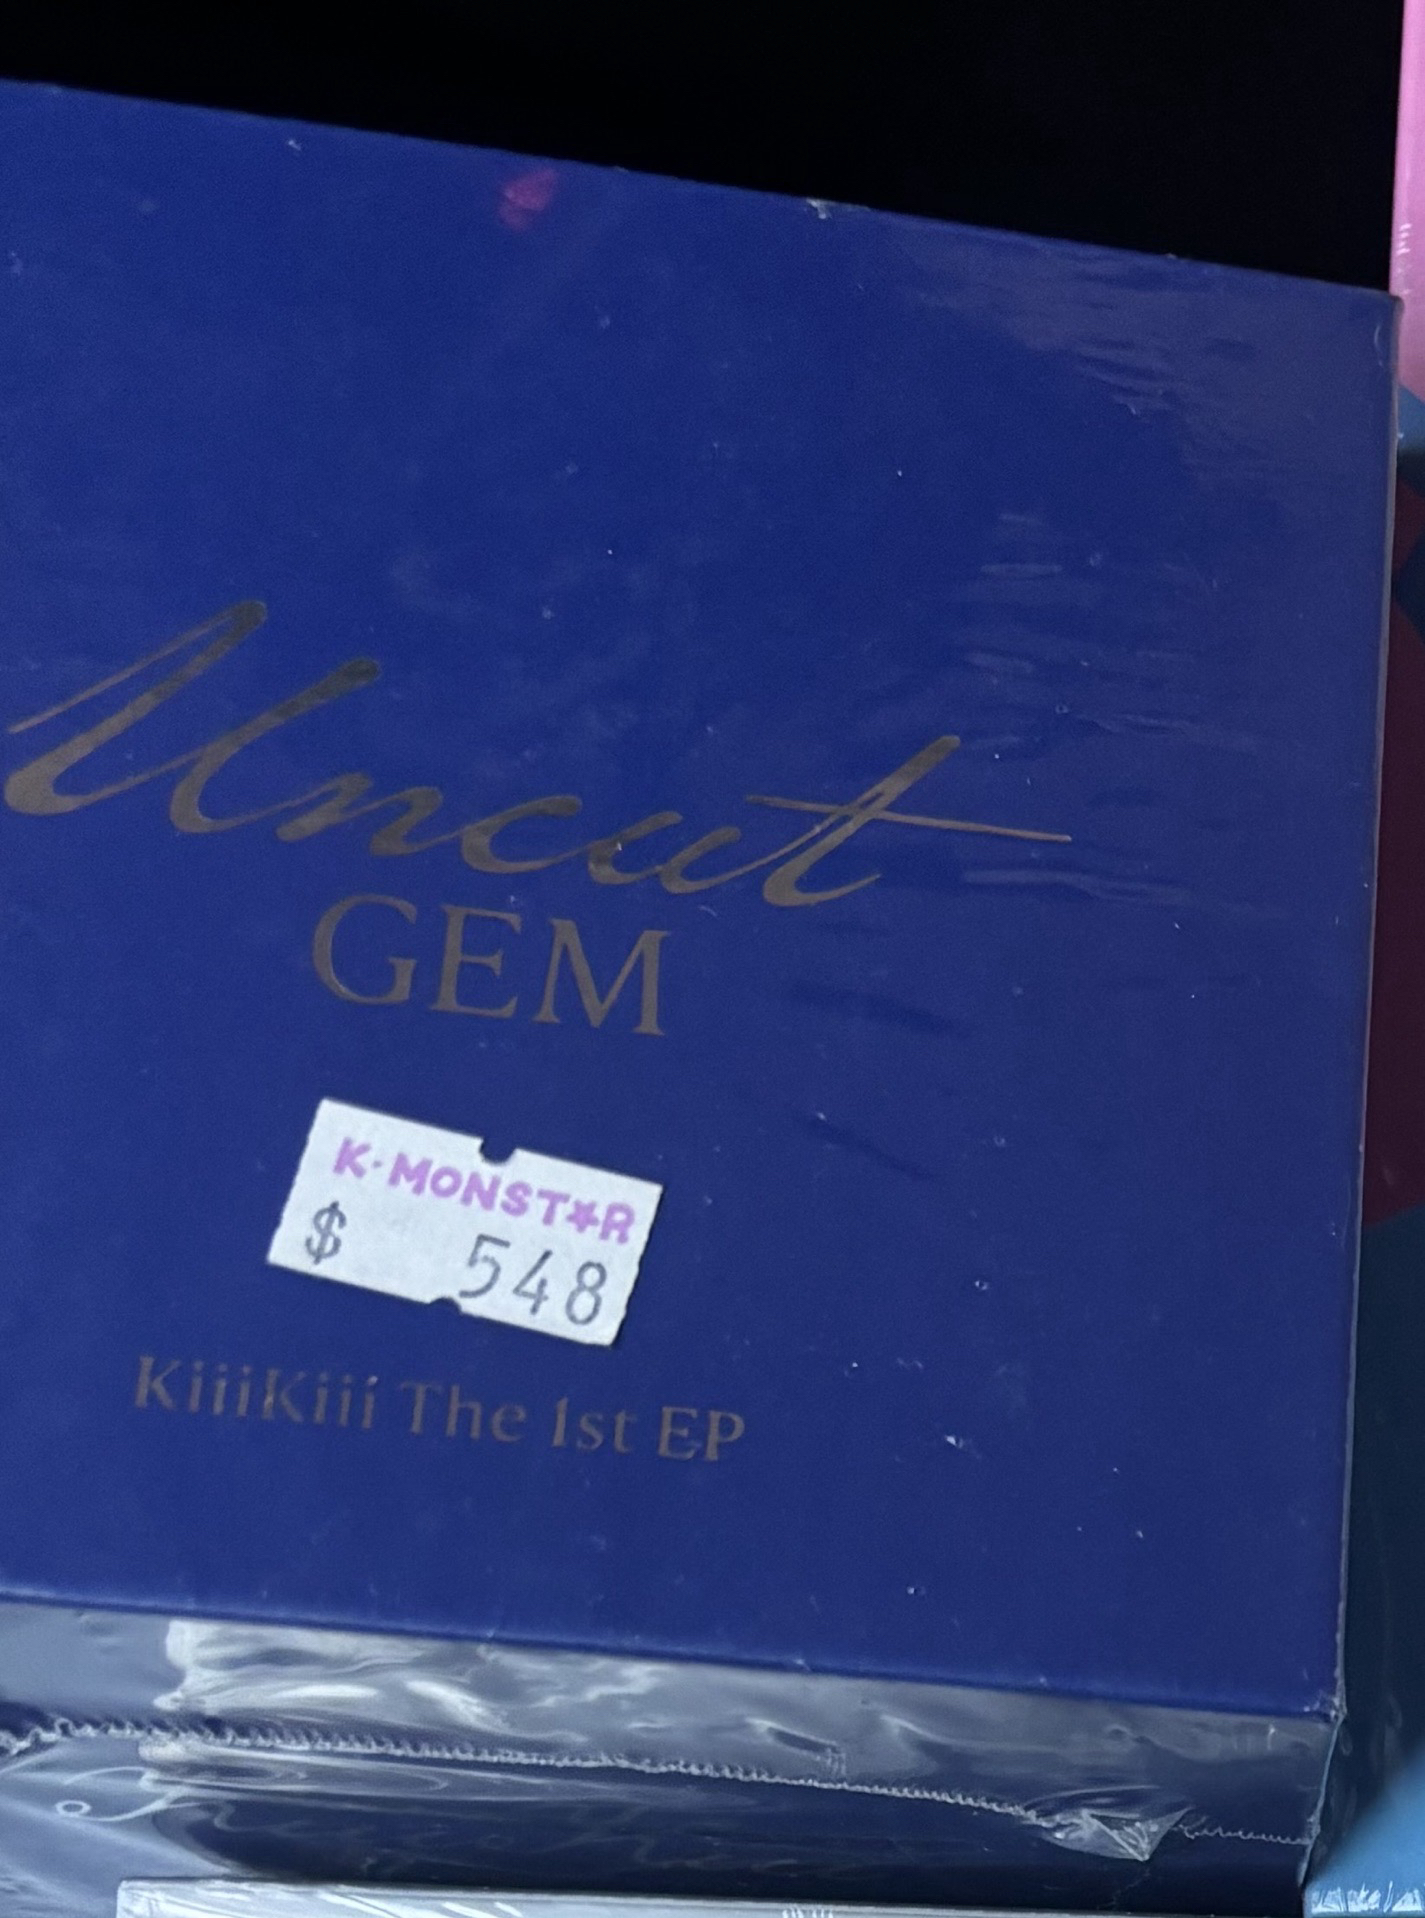 Uncut
GEM
K·MONST★R
$ 548
KiiiKiii The 1st EP